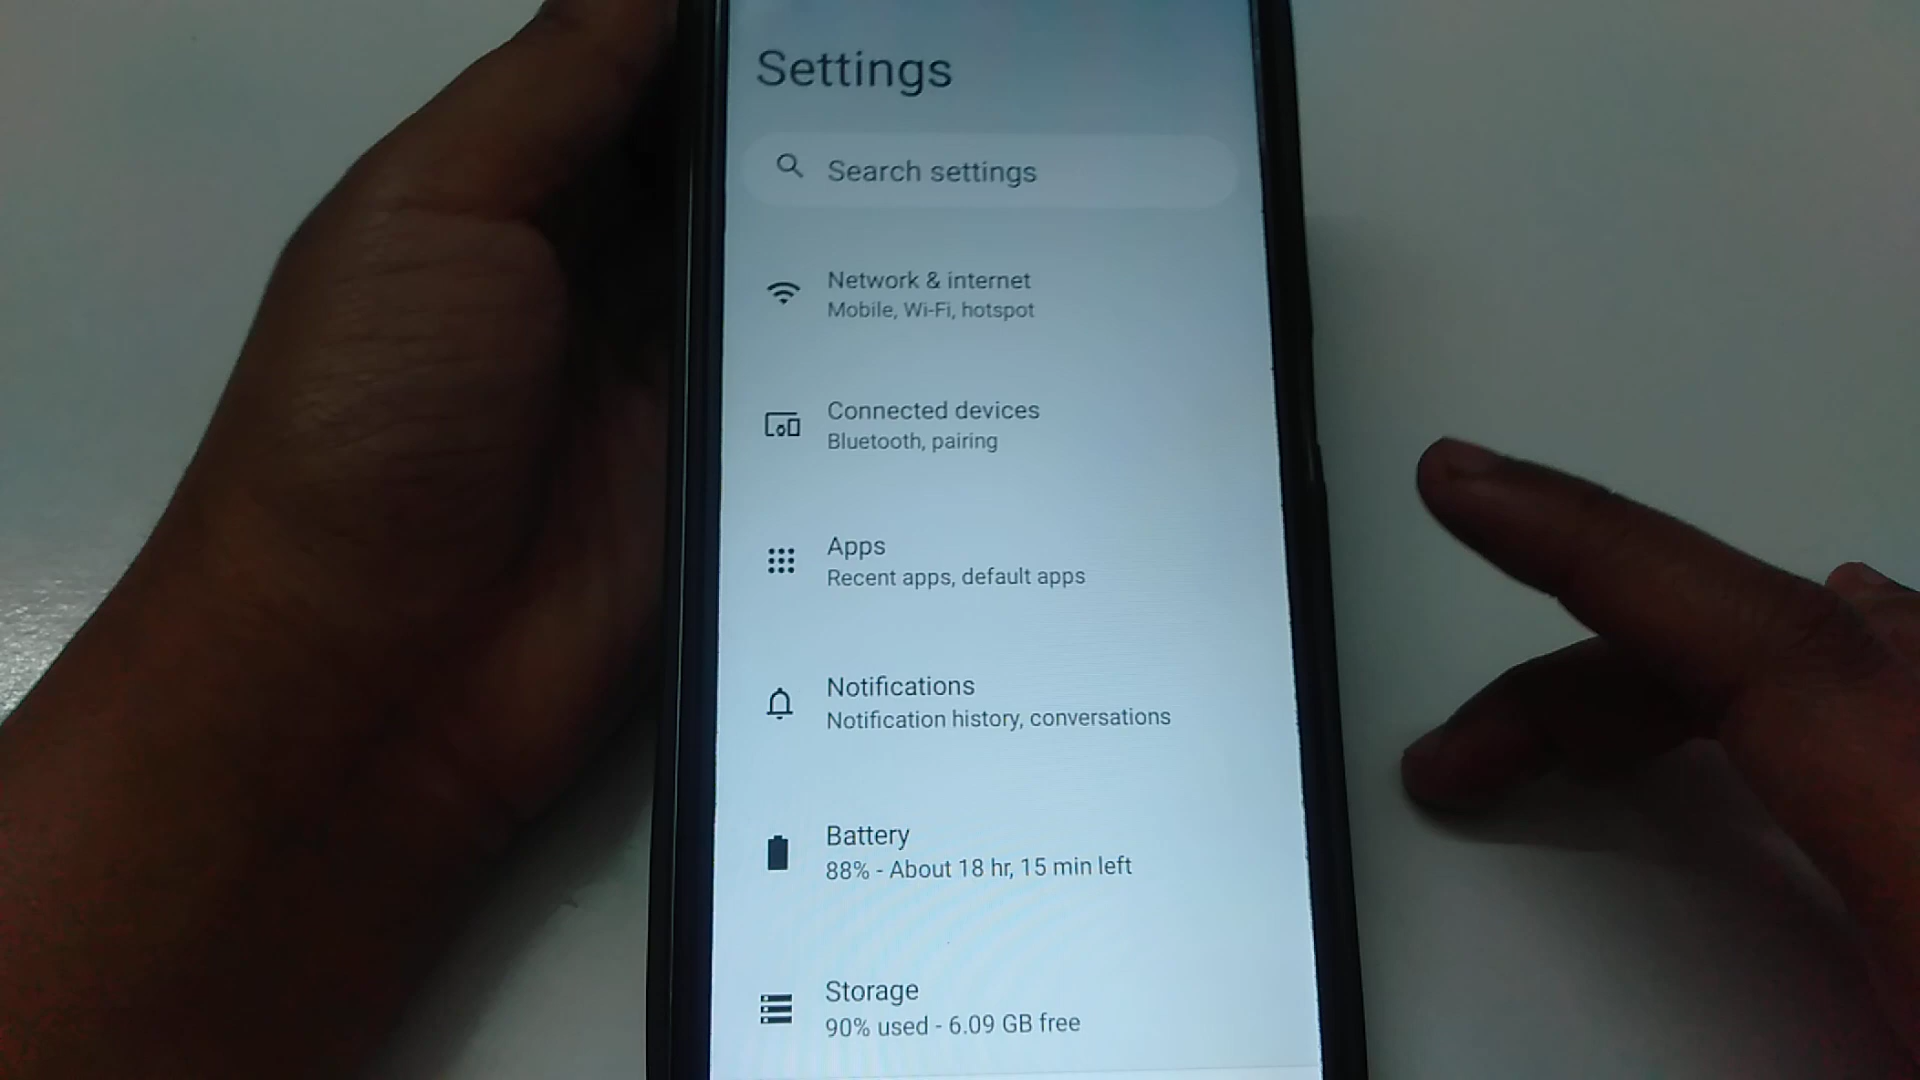 Settings
Search settings
Network & internet
Mobile, Wi-Fi, hotspot
Connected devices
Bluetooth, pairing
Apps
Recent apps, default apps
Notifications
Notification history, conversations
Battery
88% - About 18 hr, 15 min left
Storage
90% used - 6.09 GB free